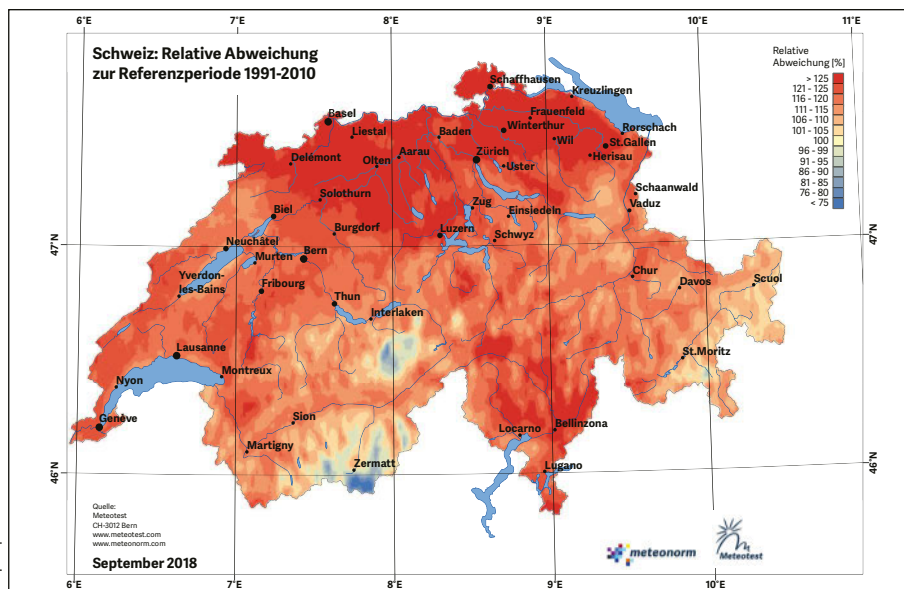 6°E 7°E 8°E 9°E 10°E 11°E
Schweiz: Relative Abweichung
zur Referenzperiode 1991-2010
Relative
Abweichung [%]
> 125
121 - 125
116 - 120
111 - 115
106 - 110
101 - 105
100
96 - 99
91 - 95
86 - 90
81 - 85
76 - 80
< 75
Schaffhausen
Kreuzlingen
Basel
Frauenfeld
Liestal
Baden
Winterthur
Rorschach
Wil
St.Gallen
Delémont
Olten
Aarau
Zürich
Herisau
Uster
Solothurn
Schaanwald
Zug
Vaduz
Biel
Einsiedeln
Burgdorf
Luzern
Schwyz
47°N
47°N
Neuchâtel
Bern
Murten
Chur
Davos
Scuol
Yverdon-
les-Bains
Fribourg
Thun
Interlaken
Lausanne
St.Moritz
Montreux
Nyon
Genève
Sion
Locarno
Bellinzona
Martigny
Zermatt
Lugano
46°N
46°N
Quelle:
Meteotest
CH-3012 Bern
www.meteotest.com
www.meteonorm.com
September 2018
meteonorm
Meteotest
6°E 7°E 8°E 9°E 10°E